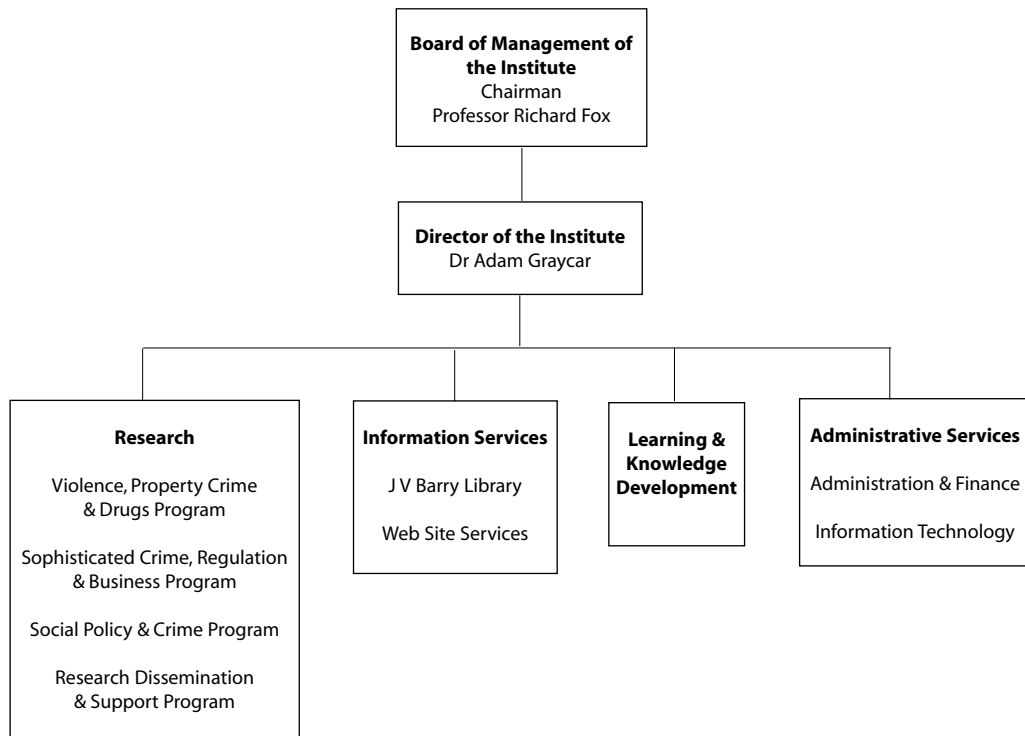 Board of Management of
the Institute
Chairman
Professor Richard Fox
Director of the Institute
Dr Adam Graycar
Research
Violence, Property Crime
& Drugs Program
Sophisticated Crime, Regulation
& Business Program
Social Policy & Crime Program
Research Dissemination
& Support Program
Information Services
J V Barry Library
Web Site Services
Learning &
Knowledge
Development
Administrative Services
Administration & Finance
Information Technology